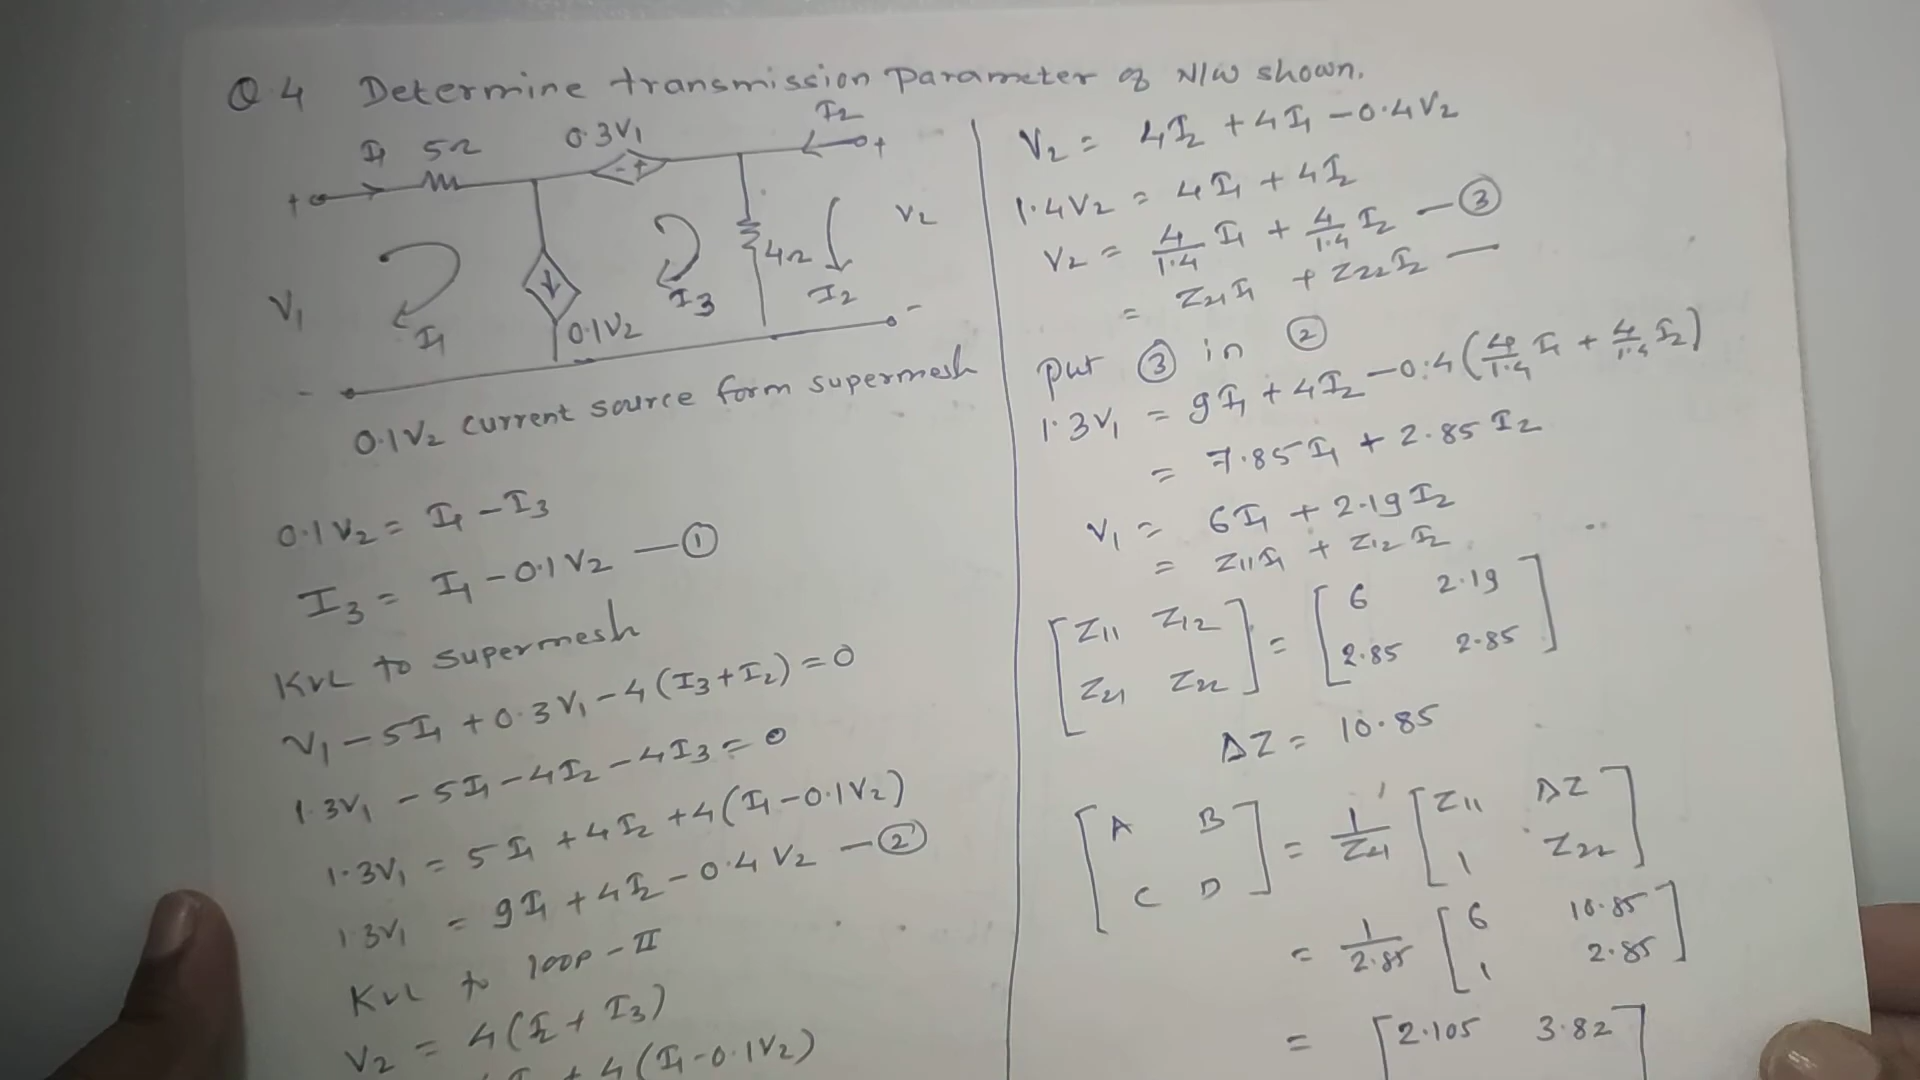 Q.4 Determine transmission Parameter of N/W shown.
I1 5Ω 0.3V1 I2
+ - + +
V1 I1 0.1V2 I3 4Ω I2 V2
- -
0.1V2 current source form supermesh
0.1V2 = I1 - I3
I3 = I1 - 0.1V2 — ①
KVL to supermesh
V1 - 5I1 + 0.3V1 - 4(I3+I2) = 0
1.3V1 - 5I1 - 4I2 - 4I3 = 0
1.3V1 = 5I1 + 4I2 + 4(I1 - 0.1V2)
1.3V1 = 9I1 + 4I2 - 0.4V2 — ②
KVL to loop-II
V2 = 4(I2 + I3)
+ 4(I1 - 0.1V2)
V2 = 4I2 + 4I1 - 0.4V2
1.4V2 = 4I1 + 4I2
V2 = 4/1.4 I1 + 4/1.4 I2 — ③
= Z21I1 + Z22I2 —
put ③ in ②
1.3V1 = 9I1 + 4I2 - 0.4(4/1.4 I1 + 4/1.4 I2)
= 7.85I1 + 2.85I2
V1 = 6I1 + 2.19I2
= Z11I1 + Z12I2
[Z11 Z12 = [6 2.19
Z21 Z22] 2.85 2.85]
ΔZ = 10.85
[A B = 1/Z21 [Z11 ΔZ
C D] 1 Z22]
= 1/2.85 [6 10.85
1 2.85]
= [2.105 3.82]